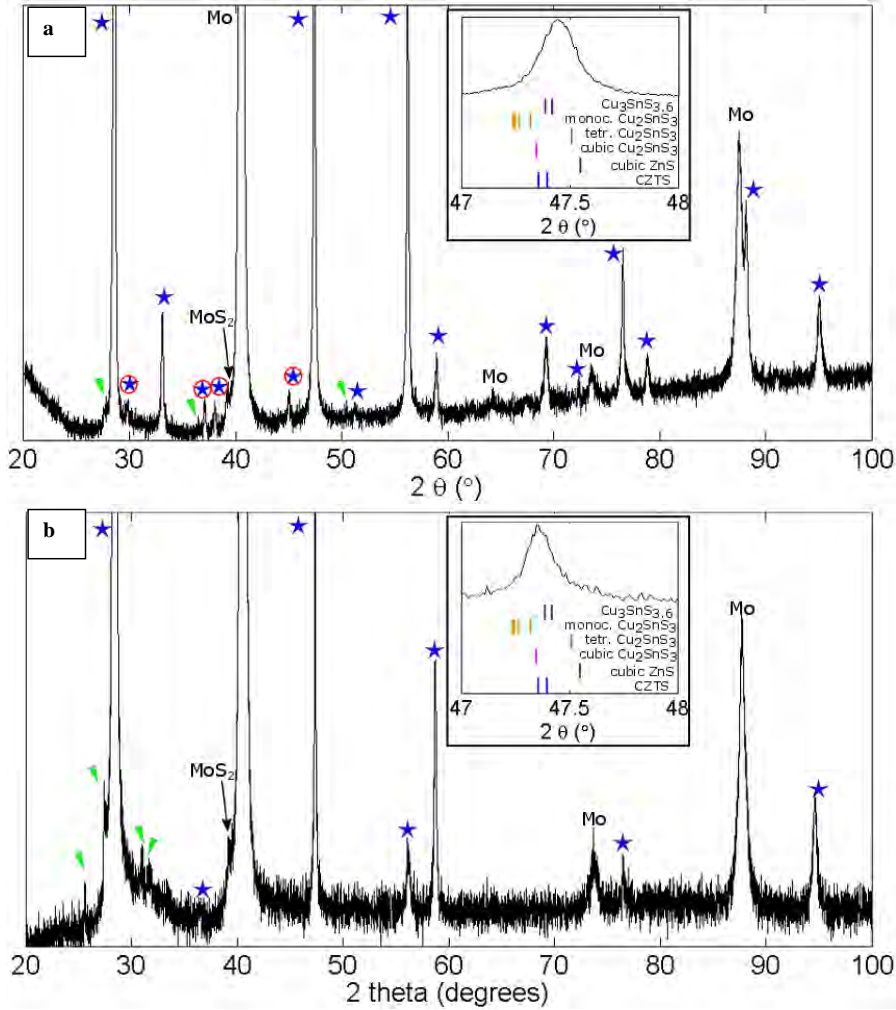 a
Mo
Cu3SnS3.6
monoc. Cu2SnS3
tetr. Cu2SnS3
cubic Cu2SnS3
cubic ZnS
CZTS
47 47.5 48
2 θ (°)
Mo
MoS2
Mo
Mo
20 30 40 50 60 70 80 90 100
2 θ (°)
b
Cu3SnS3.6
monoc. Cu2SnS3
tetr. Cu2SnS3
cubic Cu2SnS3
cubic ZnS
CZTS
47 47.5 48
2 θ (°)
Mo
MoS2
Mo
20 30 40 50 60 70 80 90 100
2 theta (degrees)